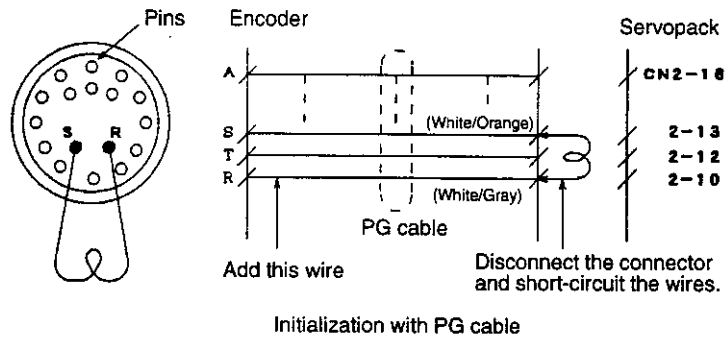 Pins
Encoder
Servopack
A
CN2-16
S R
(White/Orange)
S
2-13
T
2-12
R
2-10
(White/Gray)
PG cable
Add this wire
Disconnect the connector
and short-circuit the wires.
Initialization with PG cable